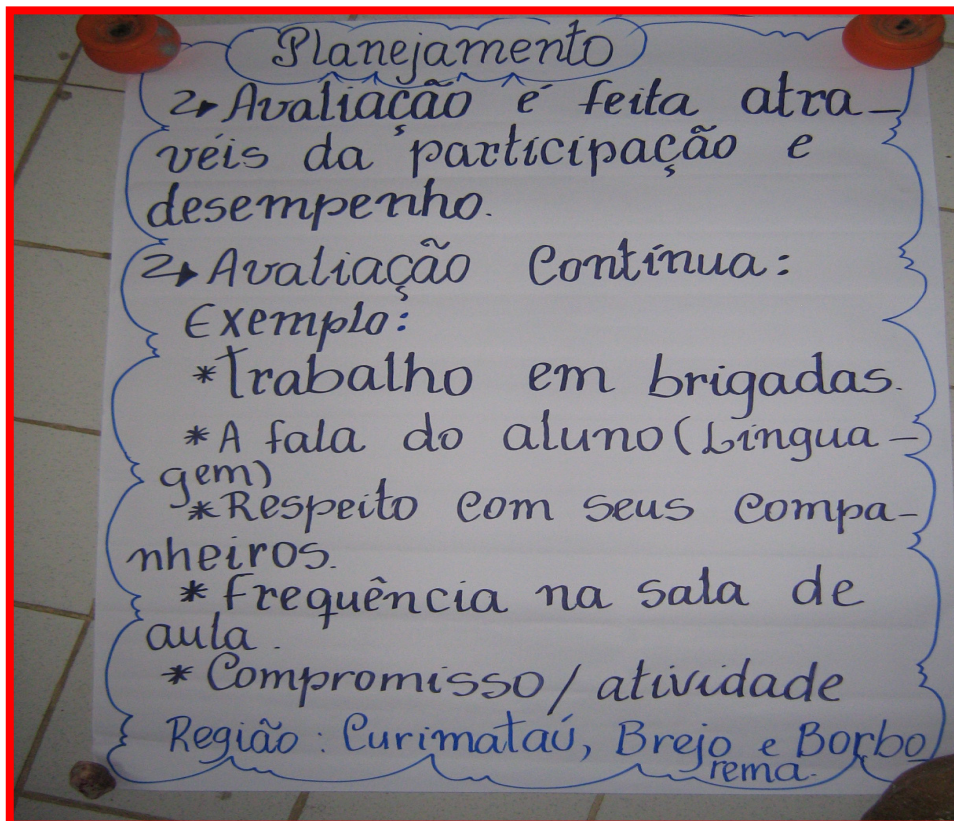 Planejamento
2 Avaliação é feita atra-
véis da participação e
desempenho.
2 Avaliação Contínua:
Exemplo:
*Trabalho em brigadas.
*A fala do aluno (Língua-
gem)
*Respeito com seus compa-
nheiros.
*frequência na sala de
aula.
*Compromisso/atividade
Região: Curimataú, Brejo e Borbo
rema.